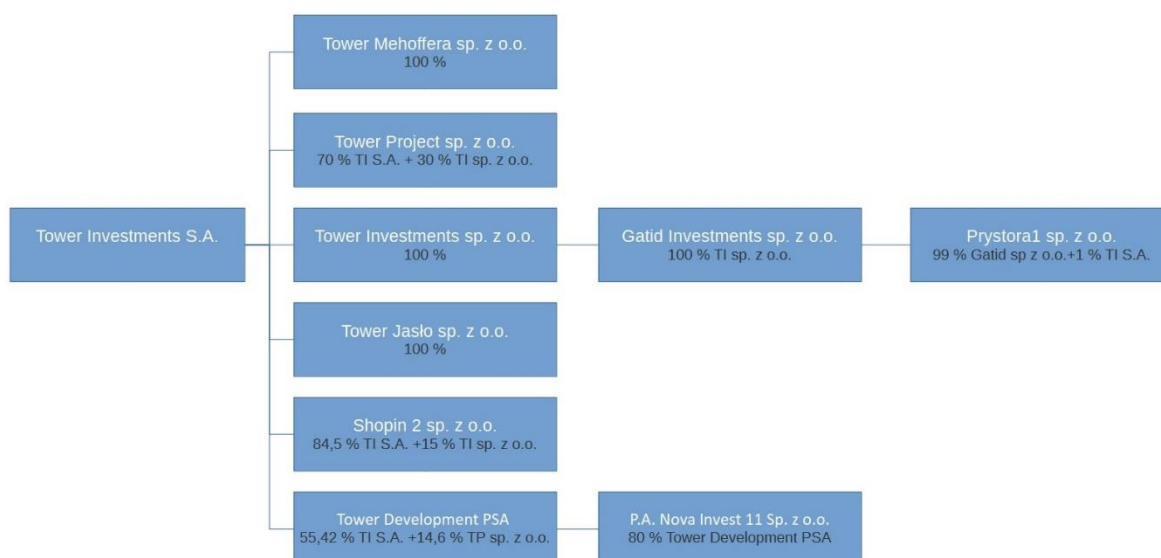 Tower Mehoffera sp. z o.o.
100 %
Tower Project sp. z o.o.
70 % TI S.A. + 30 % TI sp. z o.o.
Tower Investments S.A.
Tower Investments sp. z o.o.
100 %
Gatid Investments sp. z o.o.
100 % TI sp. z o.o.
Prystora1 sp. z o.o.
99 % Gatid sp z o.o.+1 % TI S.A.
Tower Jasło sp. z o.o.
100 %
Shopin 2 sp. z o.o.
84,5 % TI S.A. +15 % TI sp. z o.o.
Tower Development PSA
55,42 % TI S.A. +14,6 % TP sp. z o.o.
P.A. Nova Invest 11 Sp. z o.o.
80 % Tower Development PSA